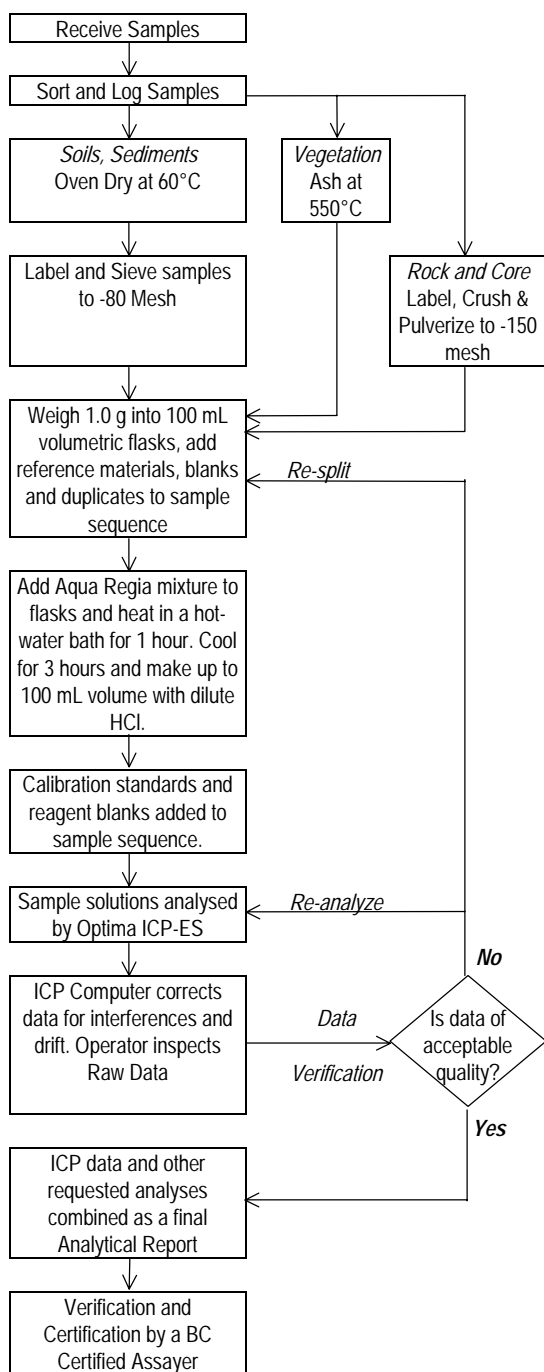 Receive Samples
Sort and Log Samples
Soils, Sediments
Oven Dry at 60°C
Vegetation
Ash at
550°C
Label and Sieve samples
to -80 Mesh
Rock and Core
Label, Crush &
Pulverize to -150
mesh
Weigh 1.0 g into 100 mL
volumetric flasks, add
reference materials, blanks
and duplicates to sample
sequence
Re-split
Add Aqua Regia mixture to
flasks and heat in a hot-
water bath for 1 hour. Cool
for 3 hours and make up to
100 mL volume with dilute
HCl.
Calibration standards and
reagent blanks added to
sample sequence.
Sample solutions analysed
by Optima ICP-ES
Re-analyze
No
ICP Computer corrects
data for interferences and
drift. Operator inspects
Raw Data
Data
Verification
Is data of
acceptable
quality?
Yes
ICP data and other
requested analyses
combined as a final
Analytical Report
Verification and
Certification by a BC
Certified Assayer